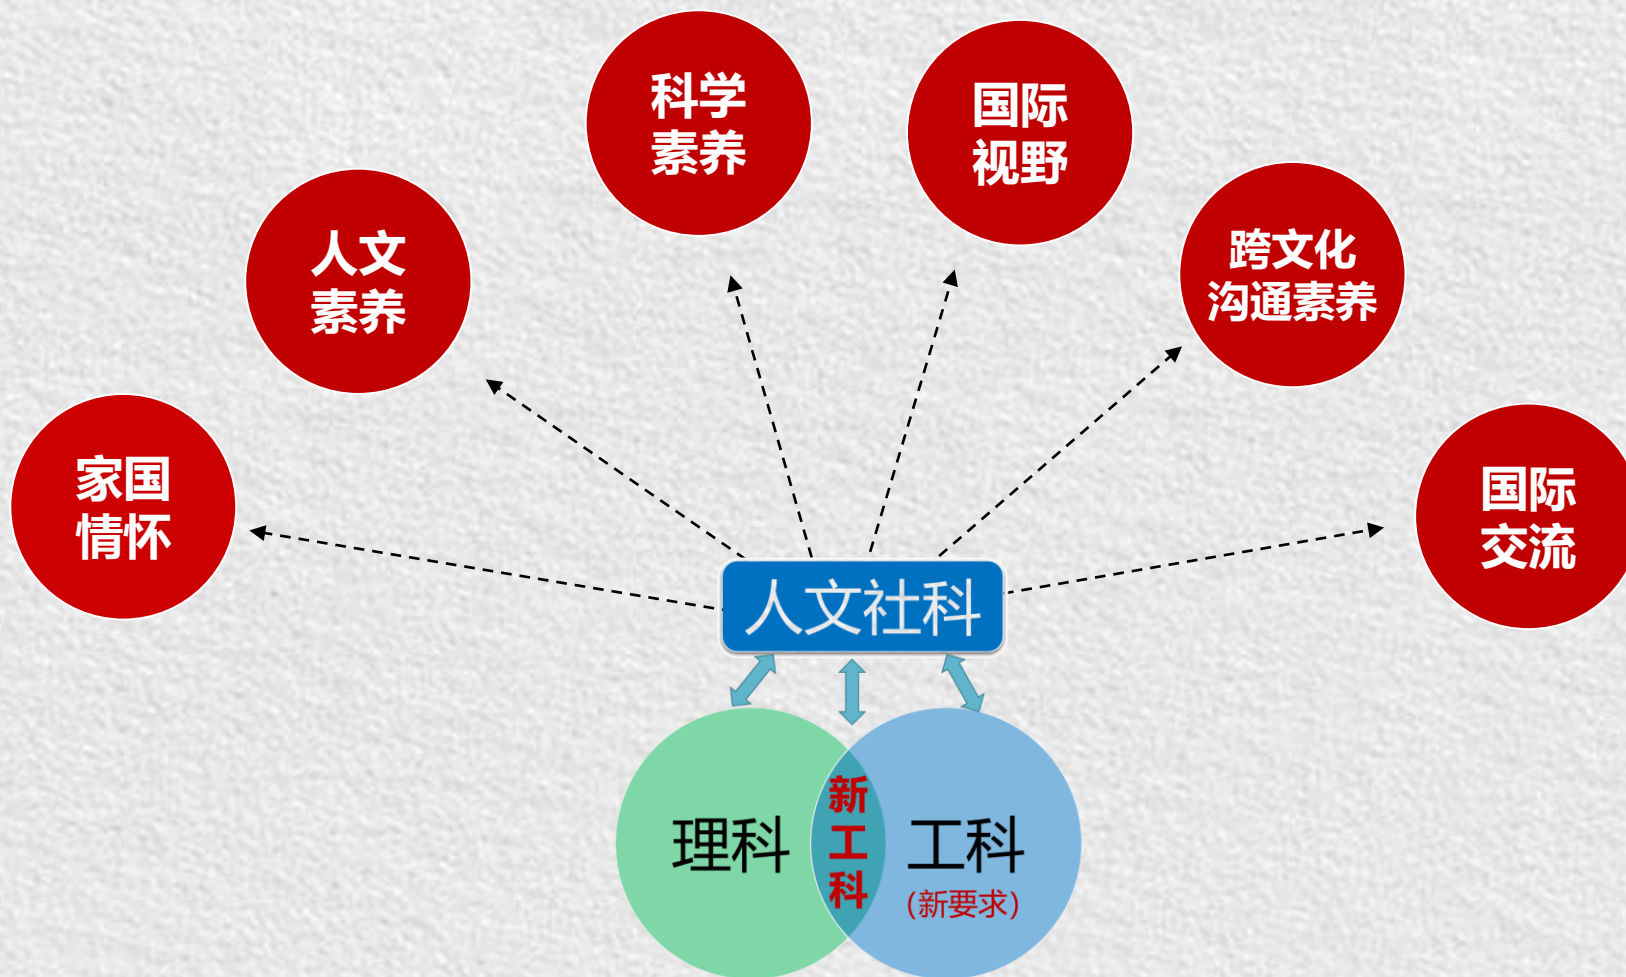 科学
素养
国际
视野
人文
素养
跨文化
沟通素养
家国
情怀
国际
交流
人文社科
理科
新
工
科
工科
(新要求)